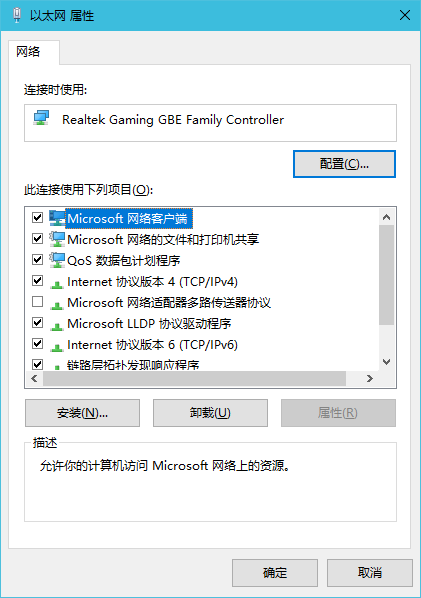 以太网 属性
网络
连接时使用:
Realtek Gaming GBE Family Controller
配置(C)...
此连接使用下列项目(O):
Microsoft 网络客户端
Microsoft 网络的文件和打印机共享
QoS 数据包计划程序
Internet 协议版本 4 (TCP/IPv4)
Microsoft 网络适配器多路传送器协议
Microsoft LLDP 协议驱动程序
Internet 协议版本 6 (TCP/IPv6)
链路层拓扑发现响应程序
安装(N)... 卸载(U) 属性(R)
描述
允许你的计算机访问 Microsoft 网络上的资源。
确定 取消